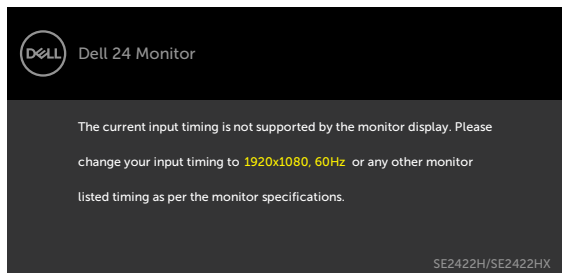 DELL Dell 24 Monitor
The current input timing is not supported by the monitor display. Please
change your input timing to 1920x1080, 60Hz or any other monitor
listed timing as per the monitor specifications.
SE2422H/SE2422HX